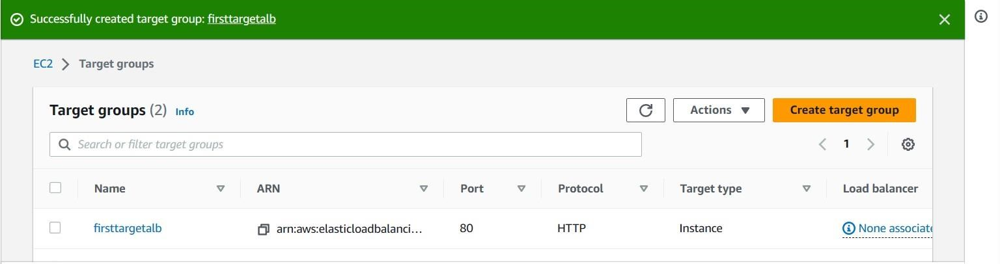 Successfully created target group: firsttargetalb
EC2 > Target groups
Target groups (2) Info
Actions
Create target group
Search or filter target groups
1
Name ARN Port Protocol Target type Load balancer
firsttargetalb arn:aws:elasticloadbalanci... 80 HTTP Instance None associate